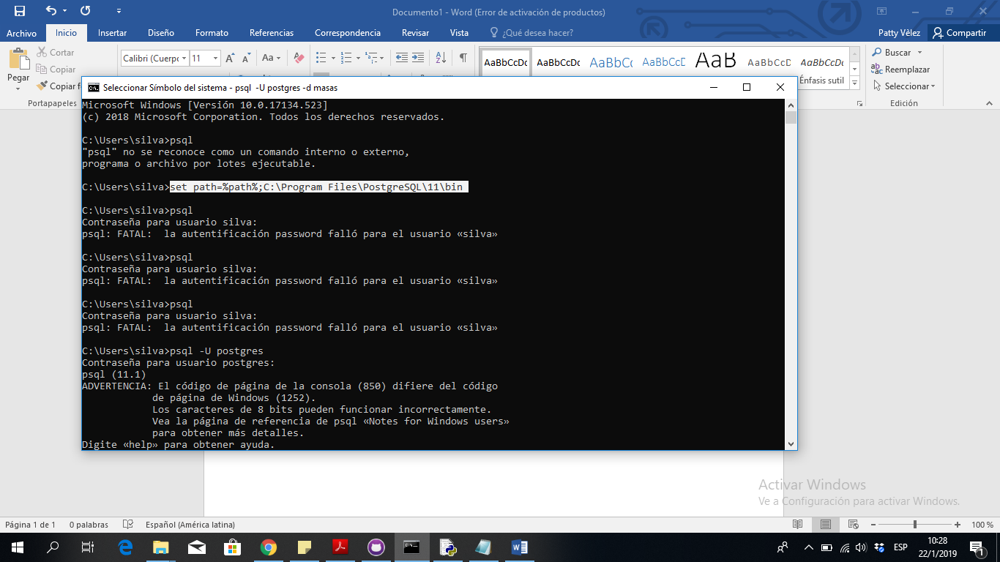 Documento1 - Word (Error de activación de productos)
Archivo Inicio Insertar Diseño Formato Referencias Correspondencia Revisar Vista ¿Qué desea hacer? Patty Vèlez Compartir
Pegar
Cortar
Copiar
Copiar f
Portapapeles
Calibri (Cuerpo 11
AaBbCcDc AaBbCcDc AaBbCc AaBbCcD AaB AaBbCcD AaBbCcDc
Énfasis sutil
Buscar
Reemplazar
Seleccionar
Edición
Seleccionar Símbolo del sistema - psql -U postgres -d masas
Microsoft Windows [Versión 10.0.17134.523]
(c) 2018 Microsoft Corporation. Todos los derechos reservados.
C:\Users\silva>psql
"psql" no se reconoce como un comando interno o externo,
programa o archivo por lotes ejecutable.
C:\Users\silva>set path=%path%;C:\Program Files\PostgreSQL\11\bin
C:\Users\silva>psql
Contraseña para usuario silva:
psql: FATAL:  la autentificación password falló para el usuario «silva»
C:\Users\silva>psql
Contraseña para usuario silva:
psql: FATAL:  la autentificación password falló para el usuario «silva»
C:\Users\silva>psql
Contraseña para usuario silva:
psql: FATAL:  la autentificación password falló para el usuario «silva»
C:\Users\silva>psql -U postgres
Contraseña para usuario postgres:
psql (11.1)
ADVERTENCIA: El código de página de la consola (850) difiere del código
de página de Windows (1252).
Los caracteres de 8 bits pueden funcionar incorrectamente.
Vea la página de referencia de psql «Notes for Windows users»
para obtener más detalles.
Digite «help» para obtener ayuda.
Activar Windows
Ve a Configuración para activar Windows.
Página 1 de 1 0 palabras Español (América latina) 100 %
ESP
10:28
22/1/2019
1